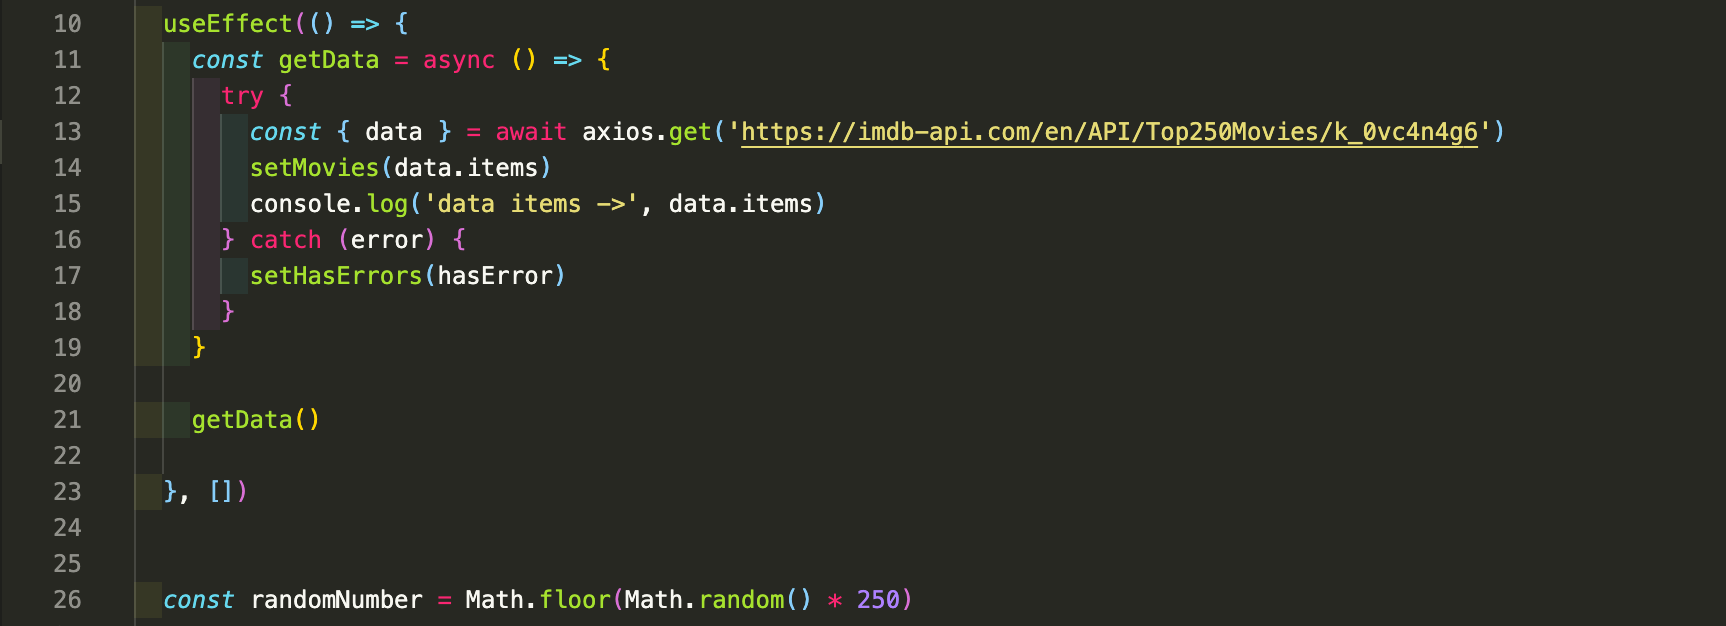 10 useEffect(() => {
11 const getData = async () => {
12 try {
13 const { data } = await axios.get('https://imdb-api.com/en/API/Top250Movies/k_0vc4n4g6')
14 setMovies(data.items)
15 console.log('data items ->', data.items)
16 } catch (error) {
17 setHasErrors(hasError)
18 }
19 }
20
21 getData()
22
23 }, [])
24
25
26 const randomNumber = Math.floor(Math.random() * 250)